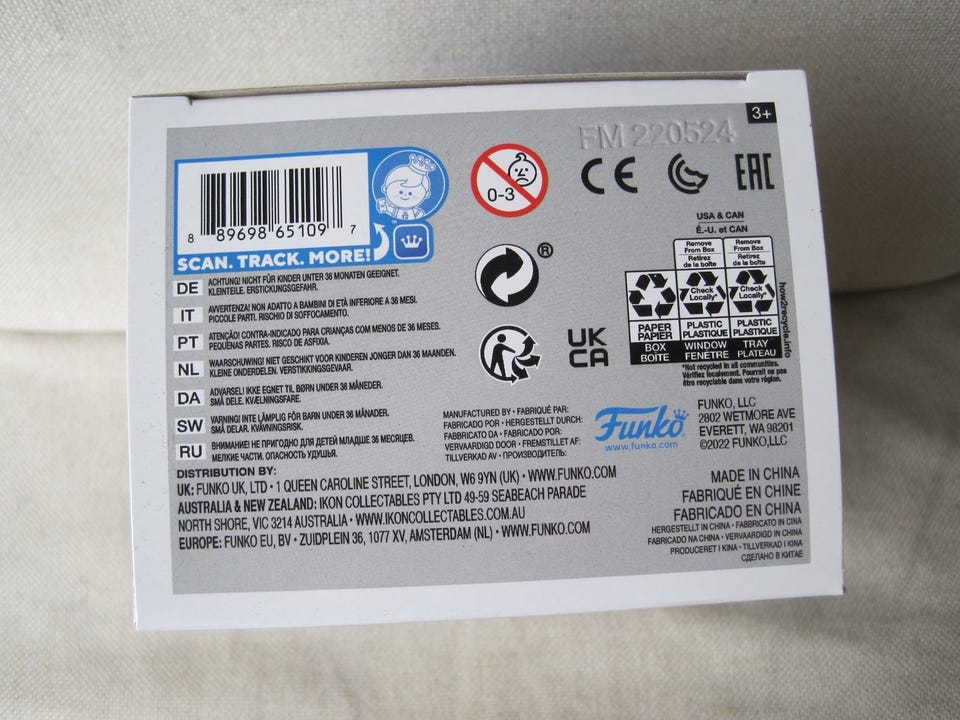 3+
FM 220524
8 89698 65109 7
SCAN. TRACK. MORE!
™
0-3
CE
EAC
USA & CAN
É.-U. et CAN
Remove From Box
Retirez de la boîte
Remove From Box
Retirez de la boîte
Check Locally*
Check Locally*
PAPER
PAPIER
BOX
BOÎTE
PLASTIC
PLASTIQUE
WINDOW
FENÊTRE
PLASTIC
PLASTIQUE
TRAY
PLATEAU
how2recycle.info
*Not recycled in all communities.
Vérifiez localement. Pourrait ne pas
être recyclable dans votre région.
®
UK
CA
DE ACHTUNG! NICHT FÜR KINDER UNTER 36 MONATEN GEEIGNET.
KLEINTEILE. ERSTICKUNGSGEFAHR.
IT AVVERTENZA! NON ADATTO A BAMBINI DI ETÀ INFERIORE A 36 MESI.
PICCOLE PARTI. RISCHIO DI SOFFOCAMENTO.
PT ATENÇÃO! CONTRA-INDICADO PARA CRIANÇAS COM MENOS DE 36 MESES.
PEQUENAS PARTES. RISCO DE ASFIXIA.
NL WAARSCHUWING! NIET GESCHIKT VOOR KINDEREN JONGER DAN 36 MAANDEN.
KLEINE ONDERDELEN. VERSTIKKINGSGEVAAR.
DA ADVARSEL! IKKE EGNET TIL BØRN UNDER 36 MÅNEDER.
SMÅ DELE. KVÆLNINGSFARE.
SW VARNING! INTE LÄMPLIG FÖR BARN UNDER 36 MÅNADER.
SMÅ DELAR. KVÄVNINGSRISK.
RU ВНИМАНИЕ! НЕ ПРИГОДНО ДЛЯ ДЕТЕЙ МЛАДШЕ 36 МЕСЯЦЕВ.
МЕЛКИЕ ЧАСТИ. ОПАСНОСТЬ УДУШЬЯ.
MANUFACTURED BY • FABRIQUÉ PAR:
FABRICADO POR • HERGESTELLT DURCH:
FABBRICATO DA • FABRICADO POR:
VERVAARDIGD DOOR • FREMSTILLET AF:
TILLVERKAD AV • ПРОИЗВОДИТЕЛЬ:
Funko®
www.funko.com
FUNKO, LLC
2802 WETMORE AVE
EVERETT, WA 98201
©2022 FUNKO,LLC
DISTRIBUTION BY:
UK: FUNKO UK, LTD • 1 QUEEN CAROLINE STREET, LONDON, W6 9YN (UK) • WWW.FUNKO.COM
AUSTRALIA & NEW ZEALAND: IKON COLLECTABLES PTY LTD 49-59 SEABEACH PARADE
NORTH SHORE, VIC 3214 AUSTRALIA • WWW.IKONCOLLECTABLES.COM.AU
EUROPE: FUNKO EU, BV • ZUIDPLEIN 36, 1077 XV, AMSTERDAM (NL) • WWW.FUNKO.COM
MADE IN CHINA
FABRIQUÉ EN CHINE
FABRICADO EN CHINA
HERGESTELLT IN CHINA • FABBRICATO IN CINA
FABRICADO NA CHINA • VERVAARDIGD IN CHINA
PRODUCERET I KINA • TILLVERKAD I KINA
СДЕЛАНО В КИТАЕ